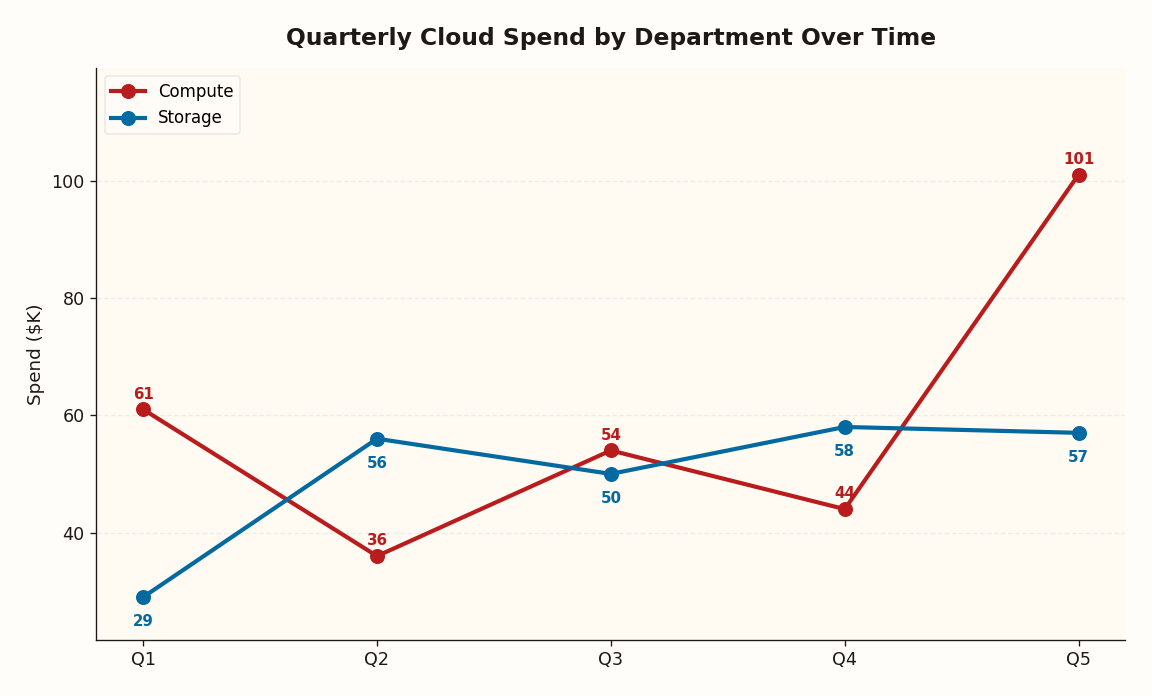 Quarterly Cloud Spend by Department Over Time
Compute
Storage
Spend ($K)
100
80
60
40
61
36
54
44
101
29
56
50
58
57
Q1
Q2
Q3
Q4
Q5